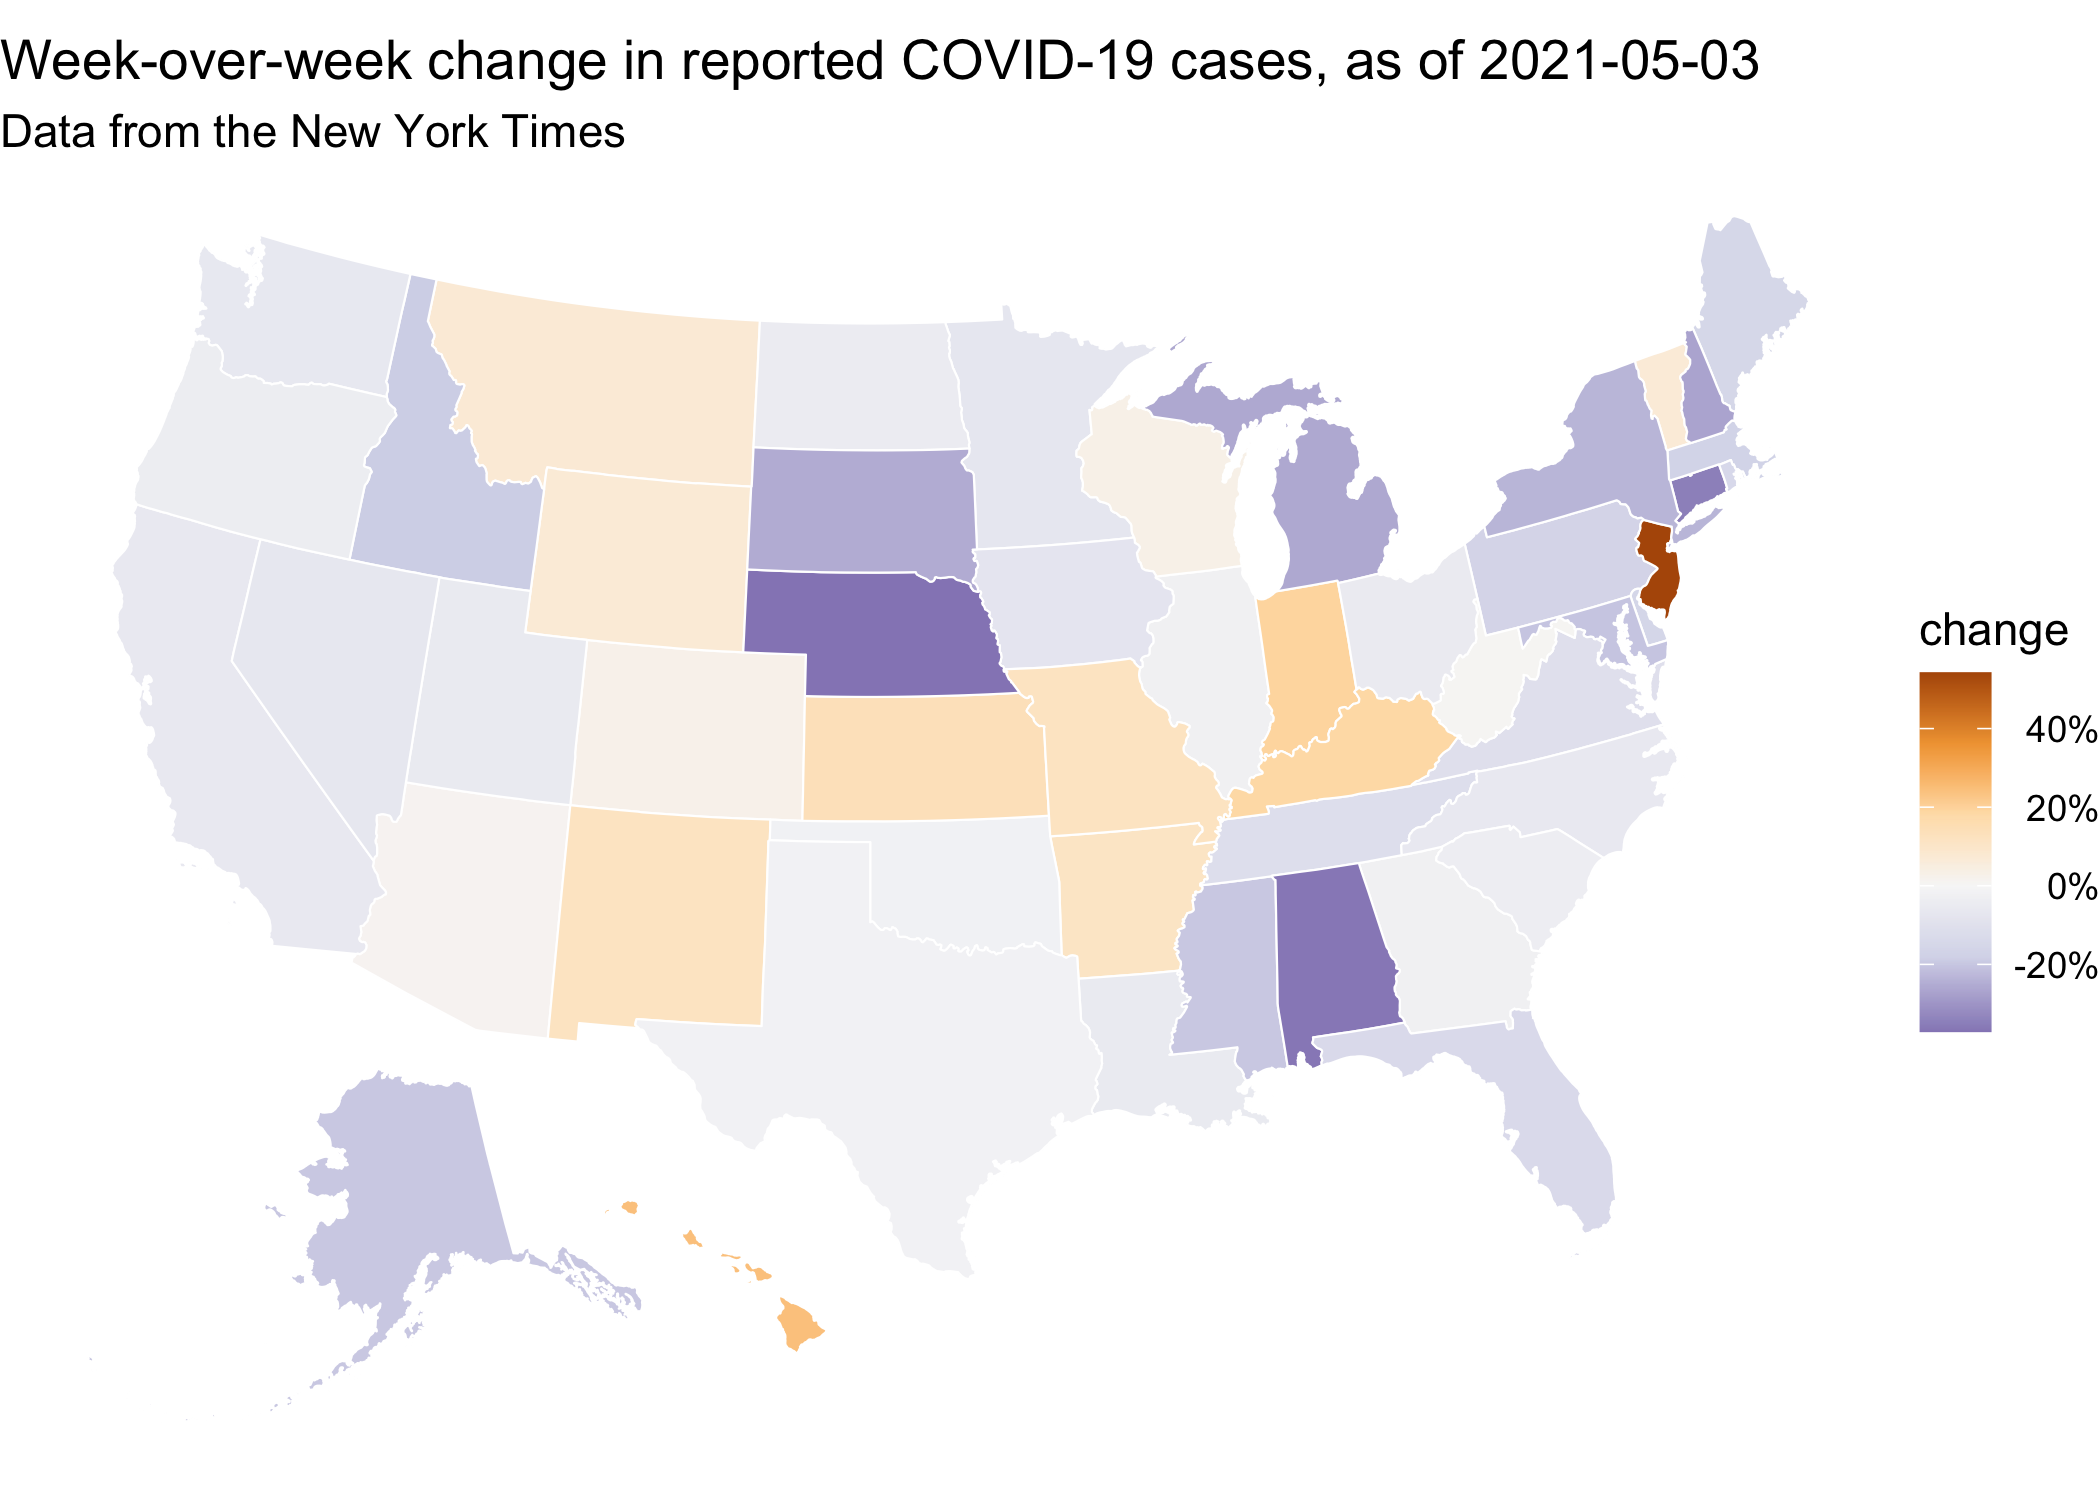 Week-over-week change in reported COVID-19 cases, as of 2021-05-03
Data from the New York Times
change
40%
20%
0%
-20%